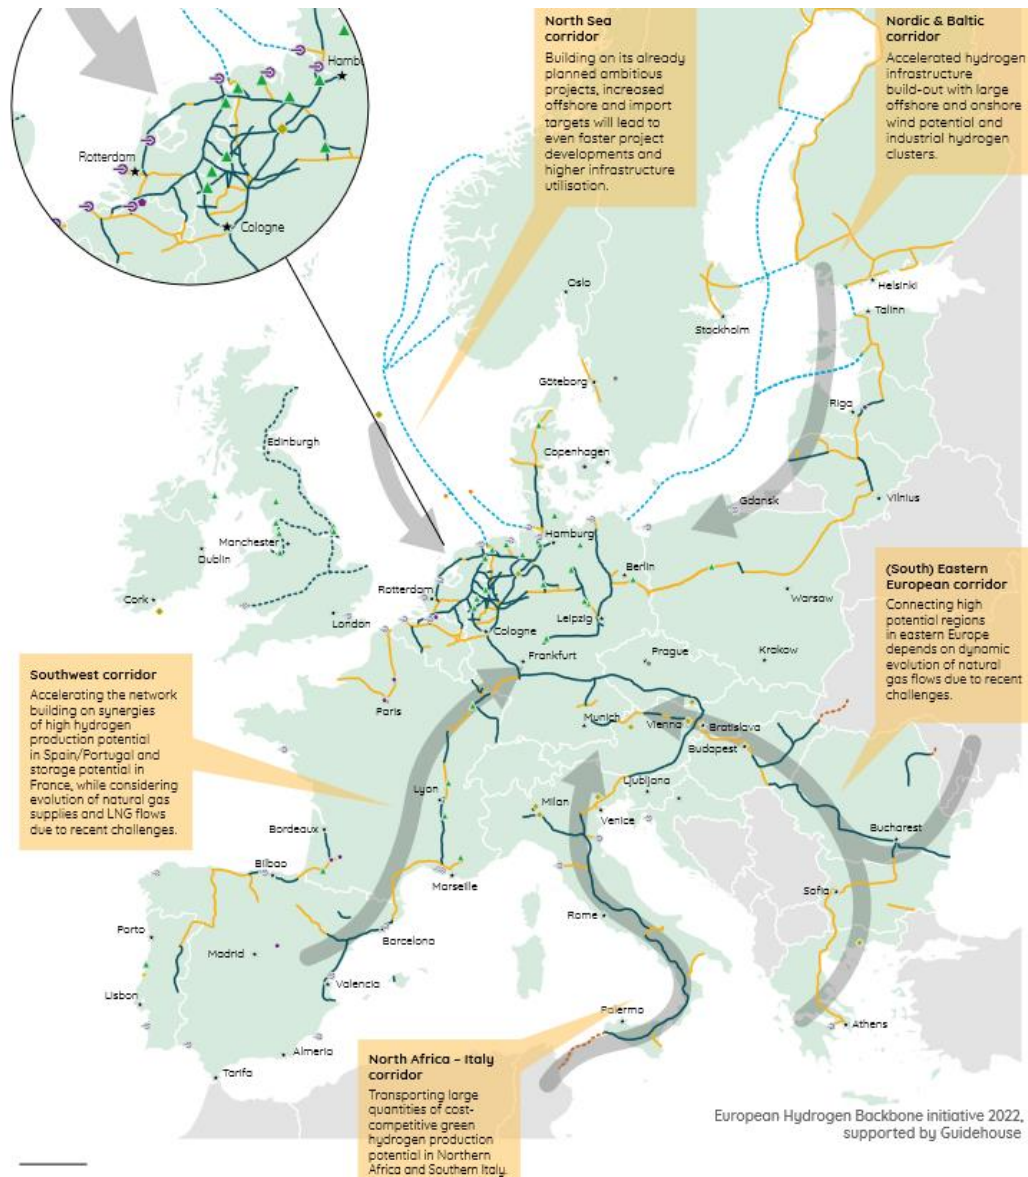 North Sea
corridor
Building on its already
planned ambitious
projects, increased
offshore and import
targets will lead to
even faster project
developments and
higher infrastructure
utilisation.
Nordic & Baltic
corridor
Accelerated hydrogen
infrastructure
build-out with large
offshore and onshore
wind potential and
industrial hydrogen
clusters.
Hambu
Rotterdam
Cologne
Oslo
Helsinki
Talinn
Stockholm
Göteborg
Riga
Edinburgh
Copenhagen
Gdansk
Vilnius
Manchester
Dublin
Hamburg
Berlin
Warsaw
Cork
London
Rotterdam
Leipzig
Cologne
Frankfurt
Prague
Krakow
(South) Eastern
European corridor
Connecting high
potential regions
in eastern Europe
depends on dynamic
evolution of natural
gas flows due to recent
challenges.
Southwest corridor
Accelerating the network
building on synergies
of high hydrogen
production potential
in Spain/Portugal and
storage potential in
France, while considering
evolution of natural gas
supplies and LNG flows
due to recent challenges.
Paris
Munich
Vienna
Bratislava
Budapest
Lyon
Milan
Ljubljana
Venice
Bordeaux
Bucharest
Bilbao
Marseille
Sofia
Porto
Madrid
Barcelona
Rome
Lisbon
Valencia
Palermo
Athens
Almeria
Tarifa
North Africa – Italy
corridor
Transporting large
quantities of cost-
competitive green
hydrogen production
potential in Northern
Africa and Southern Italy.
European Hydrogen Backbone initiative 2022,
supported by Guidehouse